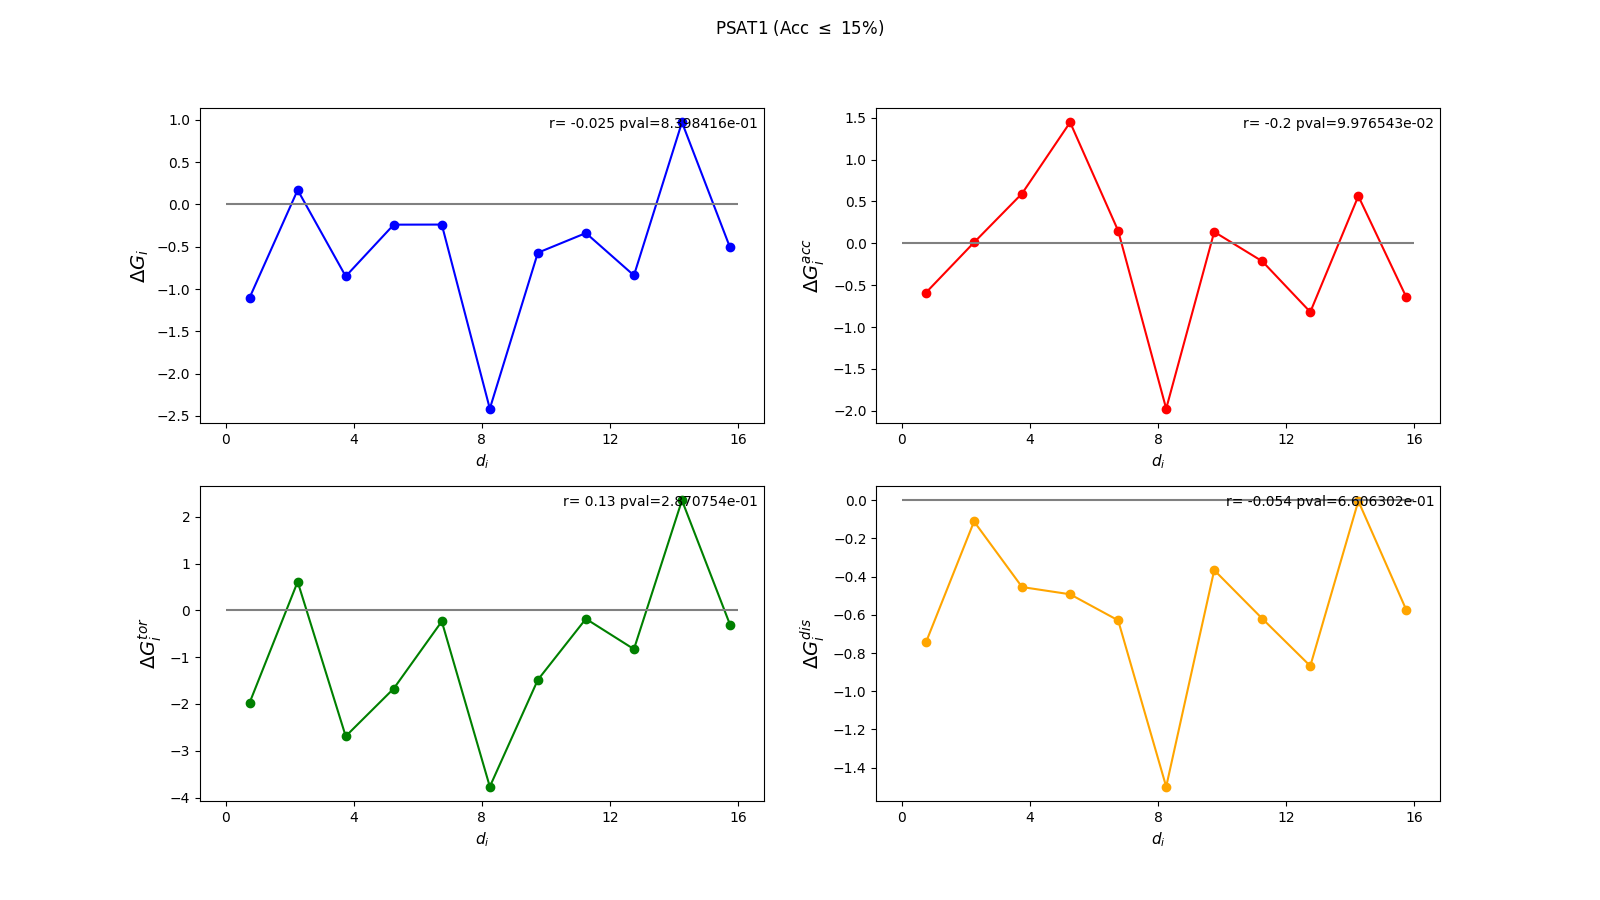 PSAT1 (Acc ≤ 15%)
r= -0.025 pval=8.398416e-01
1.0
0.5
0.0
−0.5
−1.0
−1.5
−2.0
−2.5
ΔG_i
0 4 8 12 16
d_i
r= -0.2 pval=9.976543e-02
1.5
1.0
0.5
0.0
−0.5
−1.0
−1.5
−2.0
ΔG_i^acc
0 4 8 12 16
d_i
r= 0.13 pval=2.870754e-01
2
1
0
−1
−2
−3
−4
ΔG_i^tor
0 4 8 12 16
d_i
r= -0.054 pval=6.606302e-01
0.0
−0.2
−0.4
−0.6
−0.8
−1.0
−1.2
−1.4
ΔG_i^dis
0 4 8 12 16
d_i